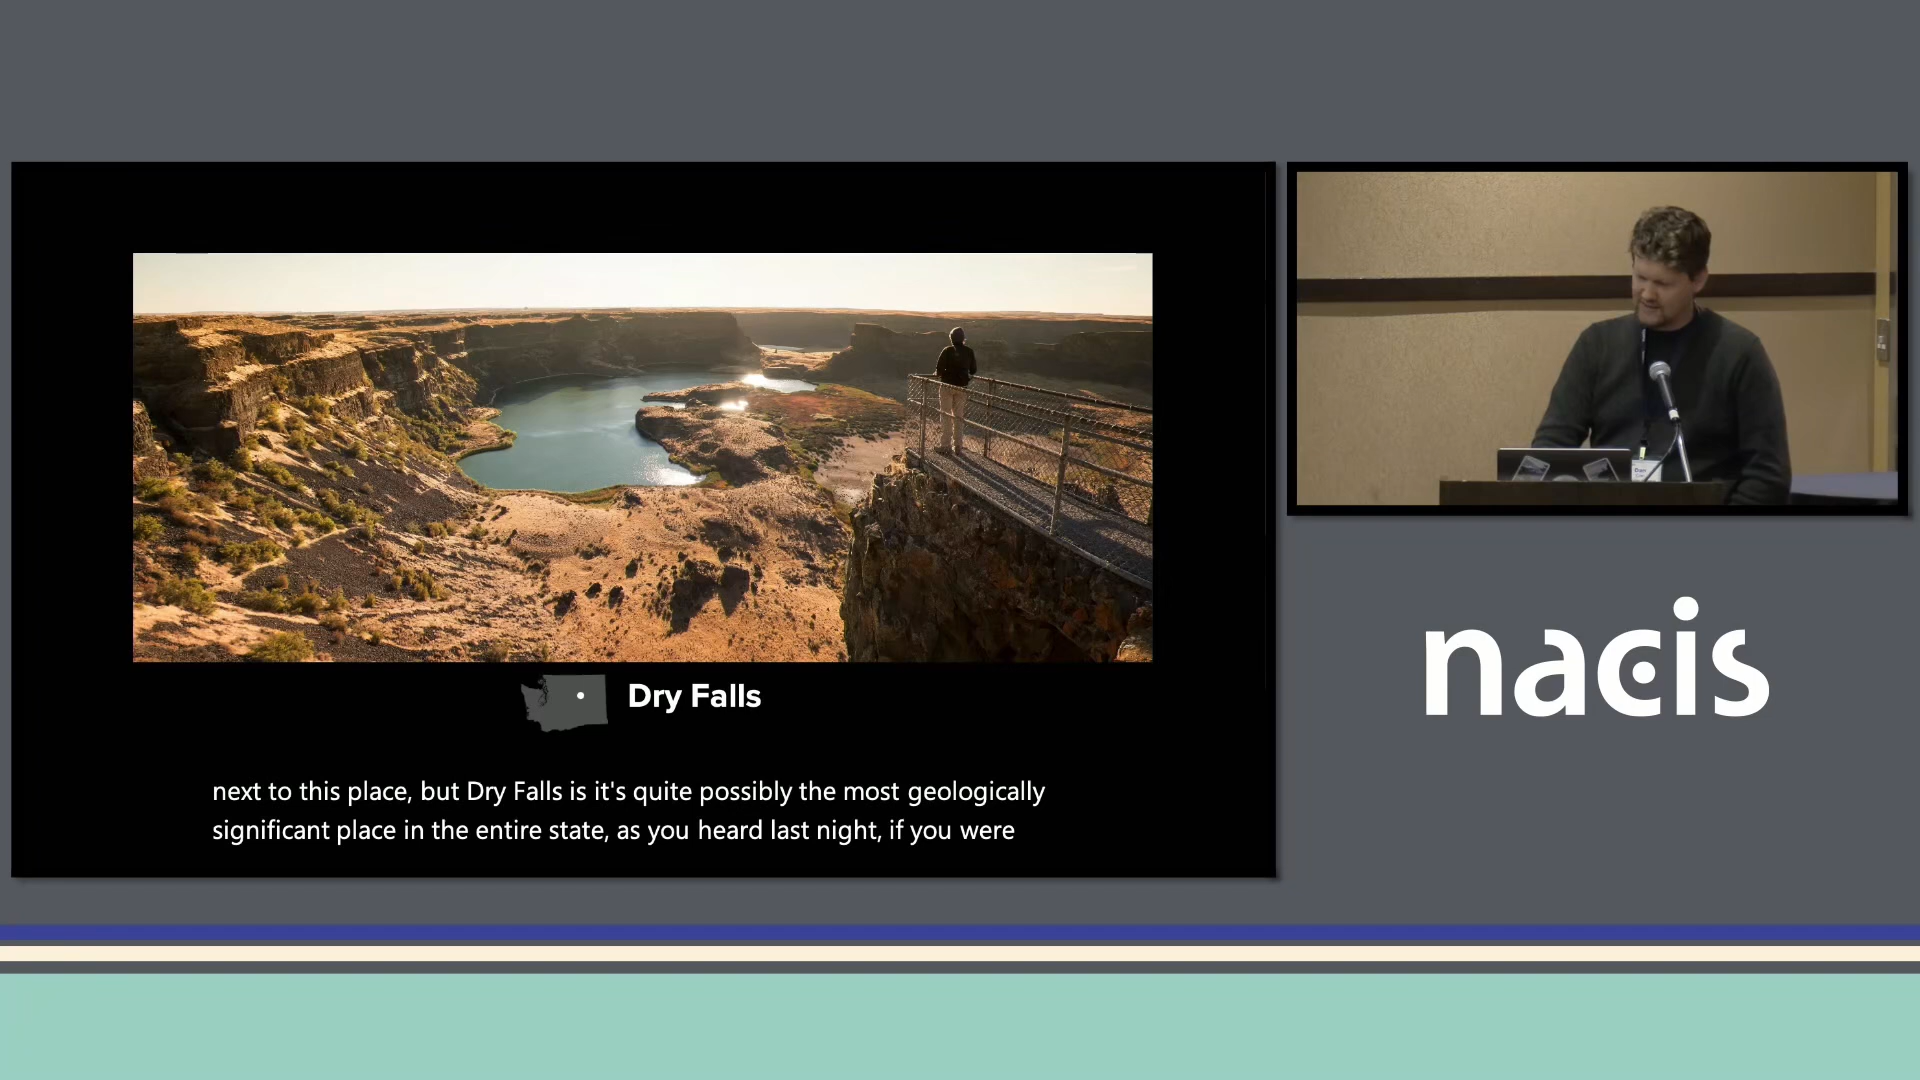 Dry Falls
next to this place, but Dry Falls is it's quite possibly the most geologically
significant place in the entire state, as you heard last night, if you were
nacis